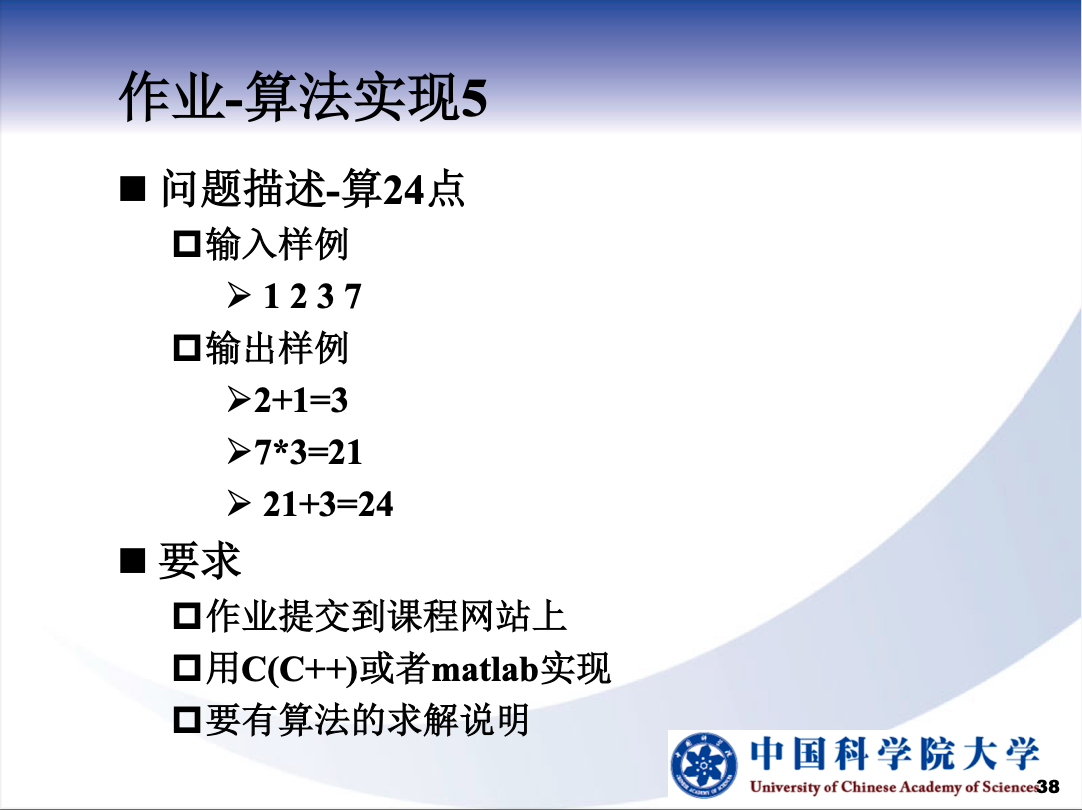 作业-算法实现5
问题描述-算24点
输入样例
1 2 3 7
输出样例
2+1=3
7*3=21
21+3=24
要求
作业提交到课程网站上
用C(C++)或者matlab实现
要有算法的求解说明
中国科学院大学
University of Chinese Academy of Sciences
38